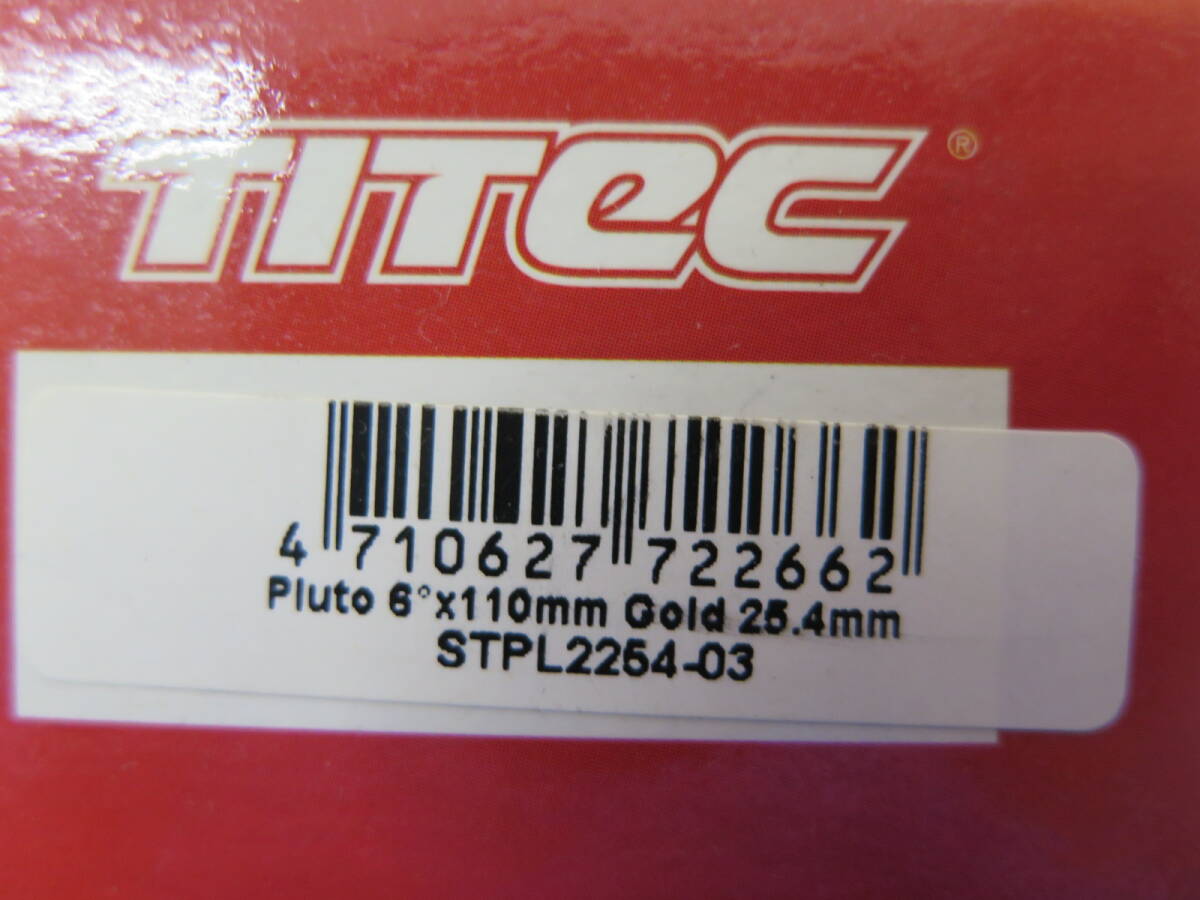 TITEC ®
4 710627 722662
Pluto 6°x110mm Gold 25.4mm
STPL2254-03